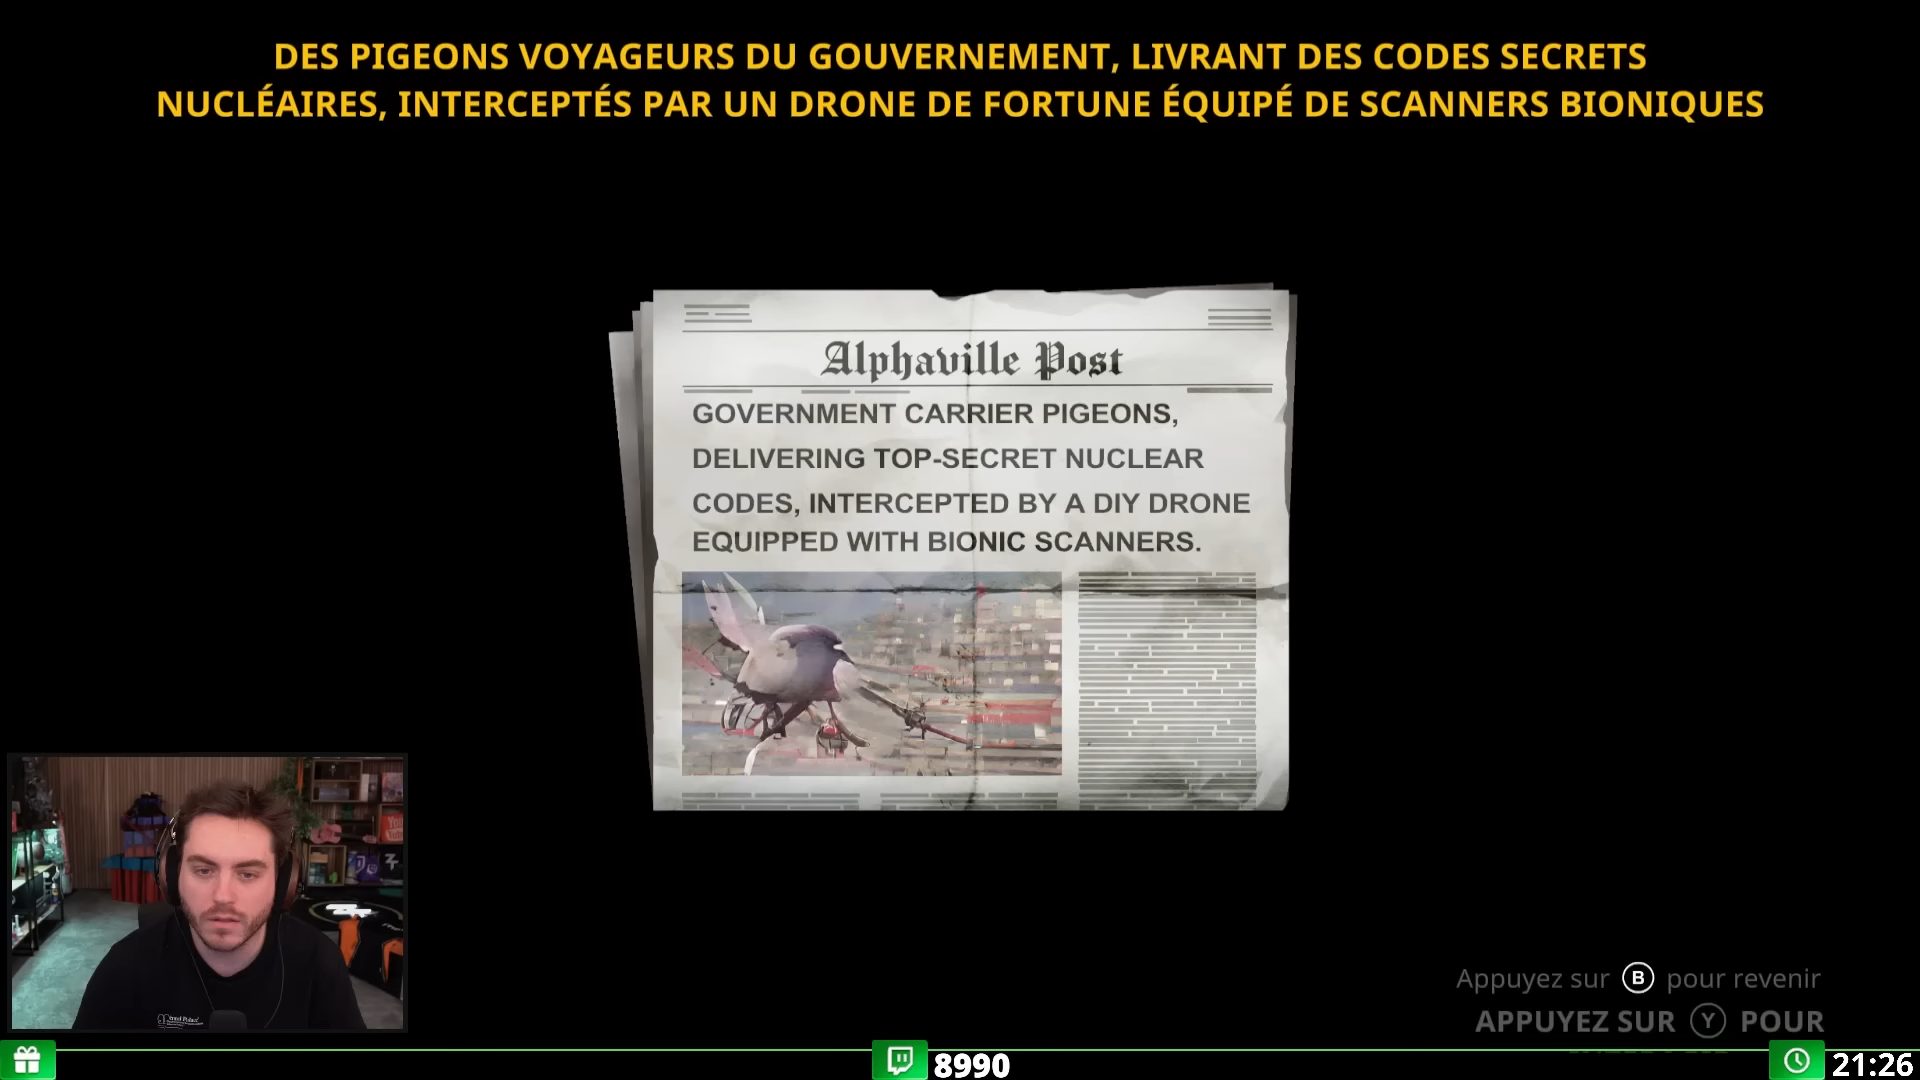 DES PIGEONS VOYAGEURS DU GOUVERNEMENT, LIVRANT DES CODES SECRETS
NUCLÉAIRES, INTERCEPTÉS PAR UN DRONE DE FORTUNE ÉQUIPÉ DE SCANNERS BIONIQUES
Alphaville Post
GOVERNMENT CARRIER PIGEONS,
DELIVERING TOP-SECRET NUCLEAR
CODES, INTERCEPTED BY A DIY DRONE
EQUIPPED WITH BIONIC SCANNERS.
Appuyez sur B pour revenir
APPUYEZ SUR Y POUR
8990
21:26